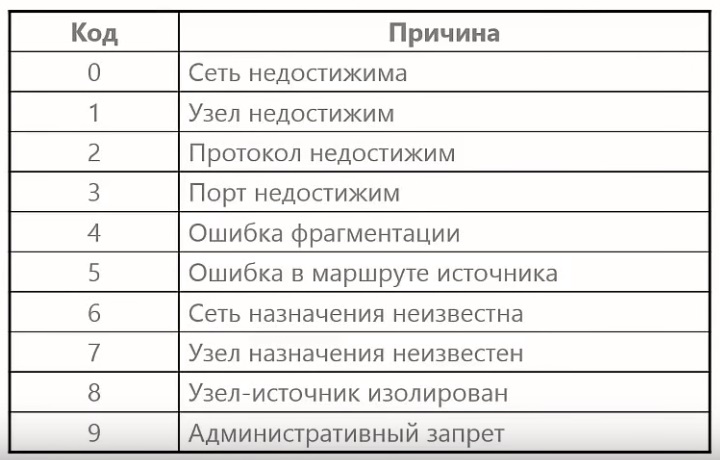 Код Причина
0 Сеть недостижима
1 Узел недостижим
2 Протокол недостижим
3 Порт недостижим
4 Ошибка фрагментации
5 Ошибка в маршруте источника
6 Сеть назначения неизвестна
7 Узел назначения неизвестен
8 Узел-источник изолирован
9 Административный запрет